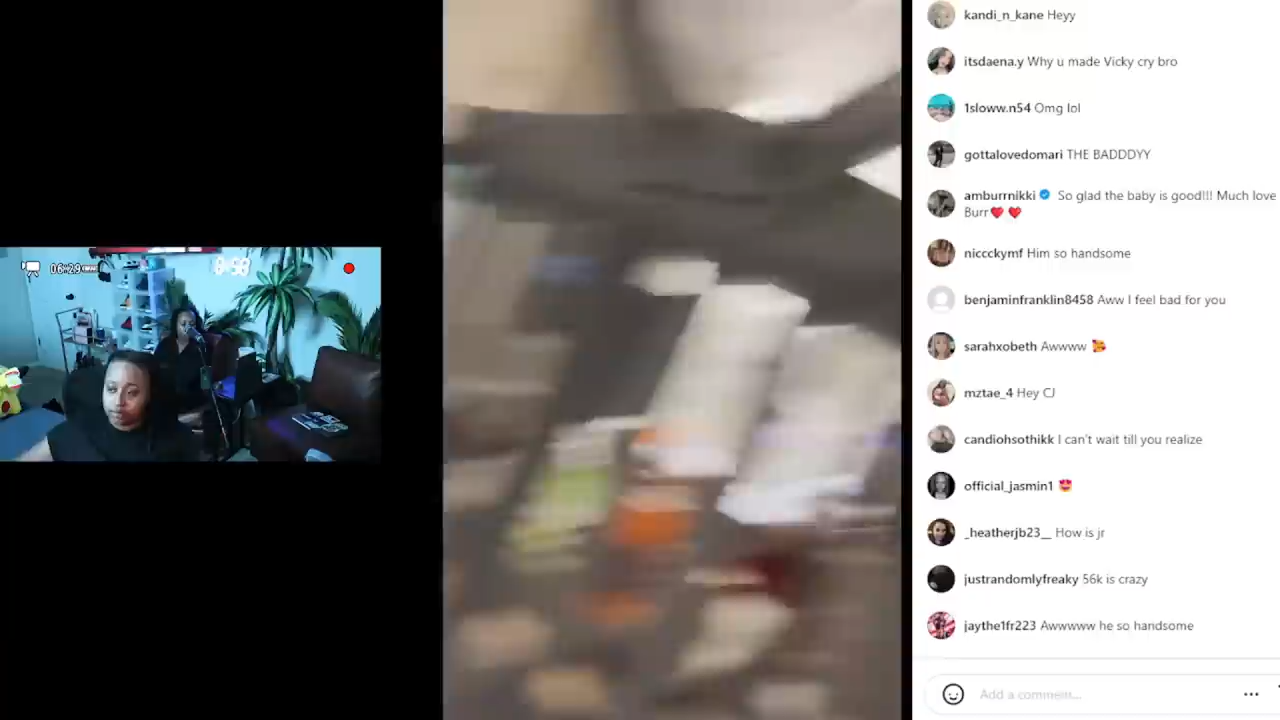 kandi_n_kane Heyy
itsdaena.y Why u made Vicky cry bro
1sloww.n54 Omg lol
gottalovedomari THE BADDDYY
amburrnikki So glad the baby is good!!! Much love
Burr❤️ ❤️
niccckymf Him so handsome
benjaminfranklin8458 Aww I feel bad for you
sarahxobeth Awwww 🥰
mztae_4 Hey CJ
candiohsothikk I can't wait till you realize
official_jasmin1 😍
_heatherjb23__ How is jr
justrandomlyfreaky 56k is crazy
jaythe1fr223 Awwwww he so handsome
Add a comment...